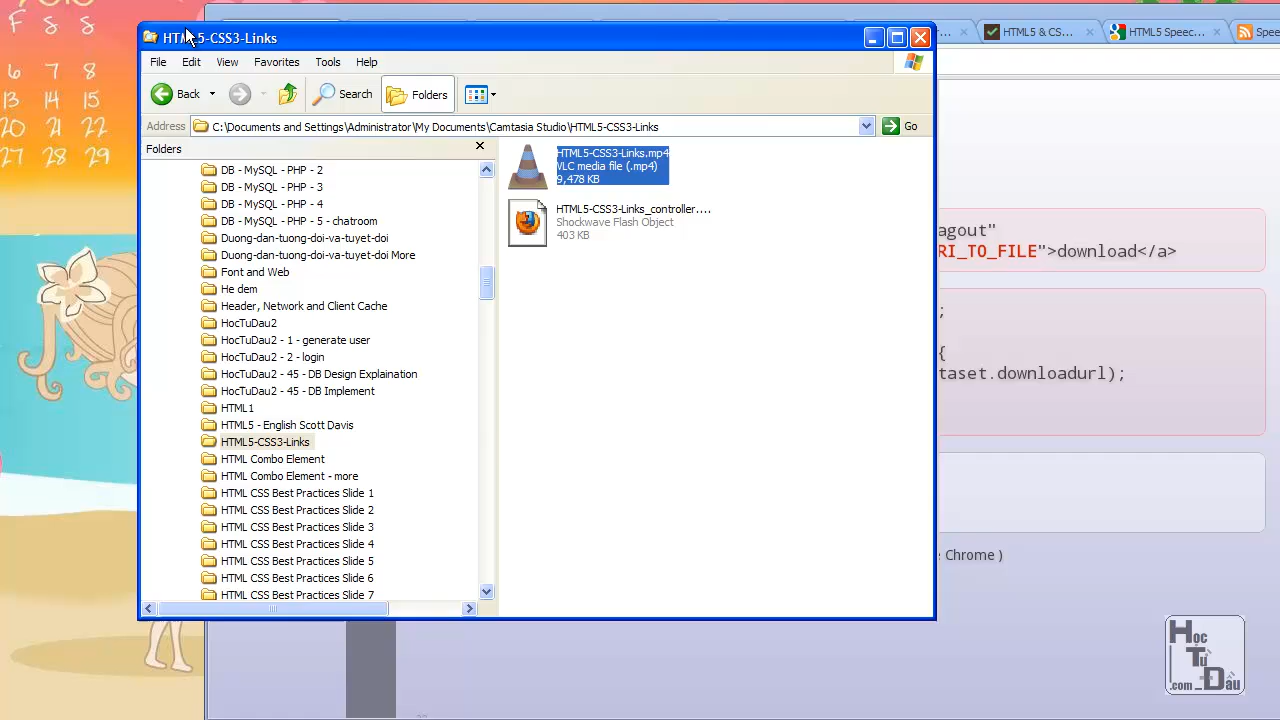 F S S
6 7 8
13 14 15
20 21 22
27 28 29
HTML5-CSS3-Links
HTML5 & CS...
HTML5 Speec...
Spee
File Edit View Favorites Tools Help
Back Search Folders
Address C:\Documents and Settings\Administrator\My Documents\Camtasia Studio\HTML5-CSS3-Links Go
Folders
DB - MySQL - PHP - 2
DB - MySQL - PHP - 3
DB - MySQL - PHP - 4
DB - MySQL - PHP - 5 - chatroom
Duong-dan-tuong-doi-va-tuyet-doi
Duong-dan-tuong-doi-va-tuyet-doi More
Font and Web
He dem
Header, Network and Client Cache
HocTuDau2
HocTuDau2 - 1 - generate user
HocTuDau2 - 2 - login
HocTuDau2 - 45 - DB Design Explaination
HocTuDau2 - 45 - DB Implement
HTML1
HTML5 - English Scott Davis
HTML5-CSS3-Links
HTML Combo Element
HTML Combo Element - more
HTML CSS Best Practices Slide 1
HTML CSS Best Practices Slide 2
HTML CSS Best Practices Slide 3
HTML CSS Best Practices Slide 4
HTML CSS Best Practices Slide 5
HTML CSS Best Practices Slide 6
HTML CSS Best Practices Slide 7
HTML5-CSS3-Links.mp4
VLC media file (.mp4)
9,478 KB
HTML5-CSS3-Links_controller....
Shockwave Flash Object
403 KB
agout"
RI_TO_FILE">download</a>
;
{
taset.downloadurl);
e Chrome )
Học
Từ
.com _ Dau